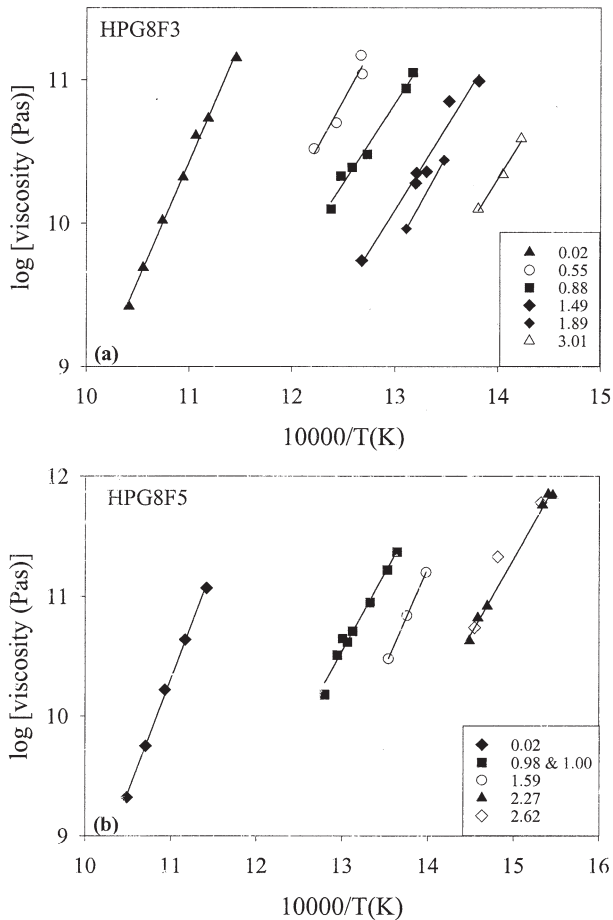 HPG8F3
11
10
9
log [viscosity (Pas)]
(a)
0.02
0.55
0.88
1.49
1.89
3.01
10 11 12 13 14 15
10000/T(K)
12
HPG8F5
11
10
9
log [viscosity (Pas)]
(b)
0.02
0.98 & 1.00
1.59
2.27
2.62
10 11 12 13 14 15 16
10000/T(K)